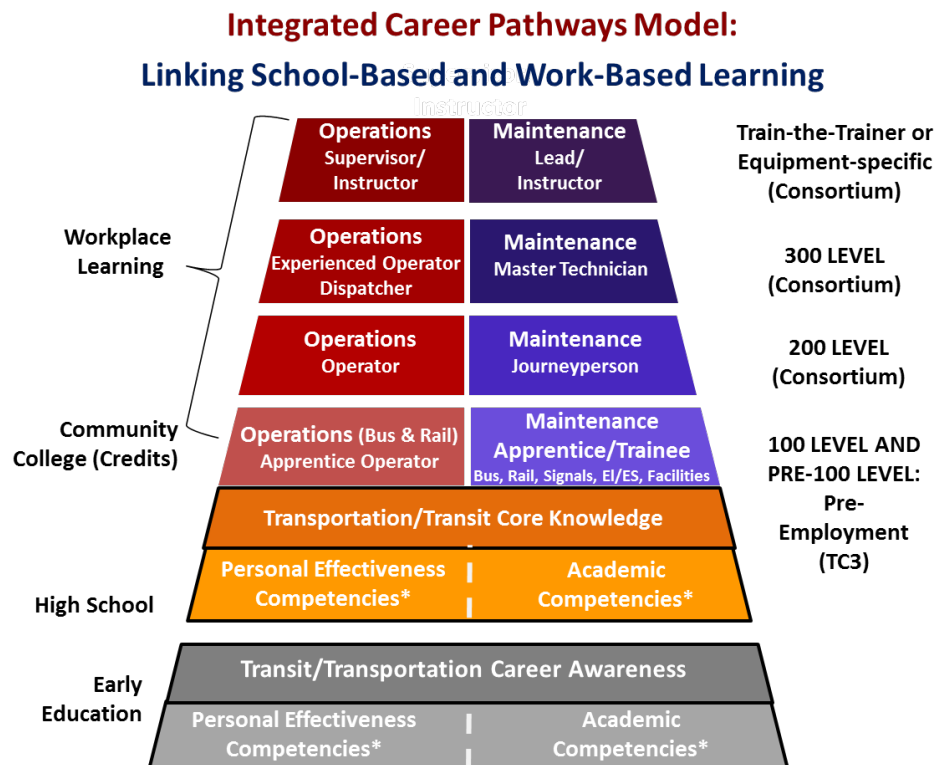 Integrated Career Pathways Model:
Linking School-Based and Work-Based Learning
Instructor
Operations
Supervisor/
Instructor
Maintenance
Lead/
Instructor
Train-the-Trainer or
Equipment-specific
(Consortium)
Workplace
Learning
Operations
Experienced Operator
Dispatcher
Maintenance
Master Technician
300 LEVEL
(Consortium)
Operations
Operator
Maintenance
Journeyperson
200 LEVEL
(Consortium)
Community
College (Credits)
Operations (Bus & Rail)
Apprentice Operator
Maintenance
Apprentice/Trainee
Bus, Rail, Signals, El/ES, Facilities
100 LEVEL AND
PRE-100 LEVEL:
Pre-
Employment
(TC3)
Transportation/Transit Core Knowledge
High School
Personal Effectiveness
Competencies*
Academic
Competencies*
Early
Education
Transit/Transportation Career Awareness
Personal Effectiveness
Competencies*
Academic
Competencies*